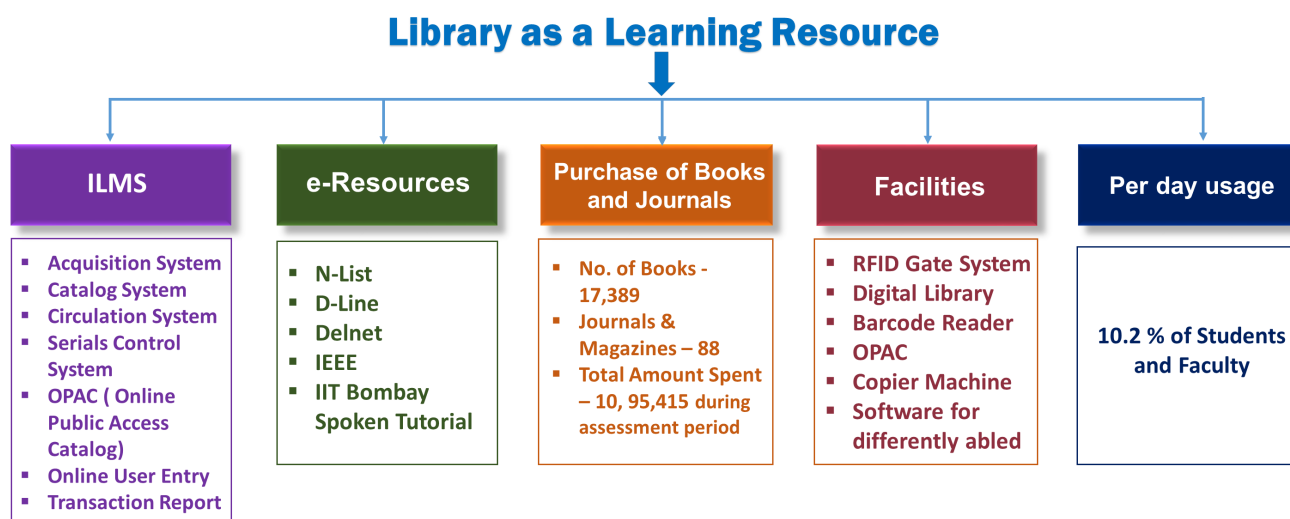 Library as a Learning Resource
ILMS
▪ Acquisition System
▪ Catalog System
▪ Circulation System
▪ Serials Control
System
▪ OPAC ( Online
Public Access
Catalog)
▪ Online User Entry
▪ Transaction Report
e-Resources
▪ N-List
▪ D-Line
▪ Delnet
▪ IEEE
▪ IIT Bombay
Spoken Tutorial
Purchase of Books
and Journals
▪ No. of Books -
17,389
▪ Journals &
Magazines – 88
▪ Total Amount Spent
– 10, 95,415 during
assessment period
Facilities
▪ RFID Gate System
▪ Digital Library
▪ Barcode Reader
▪ OPAC
▪ Copier Machine
▪ Software for
differently abled
Per day usage
10.2 % of Students
and Faculty